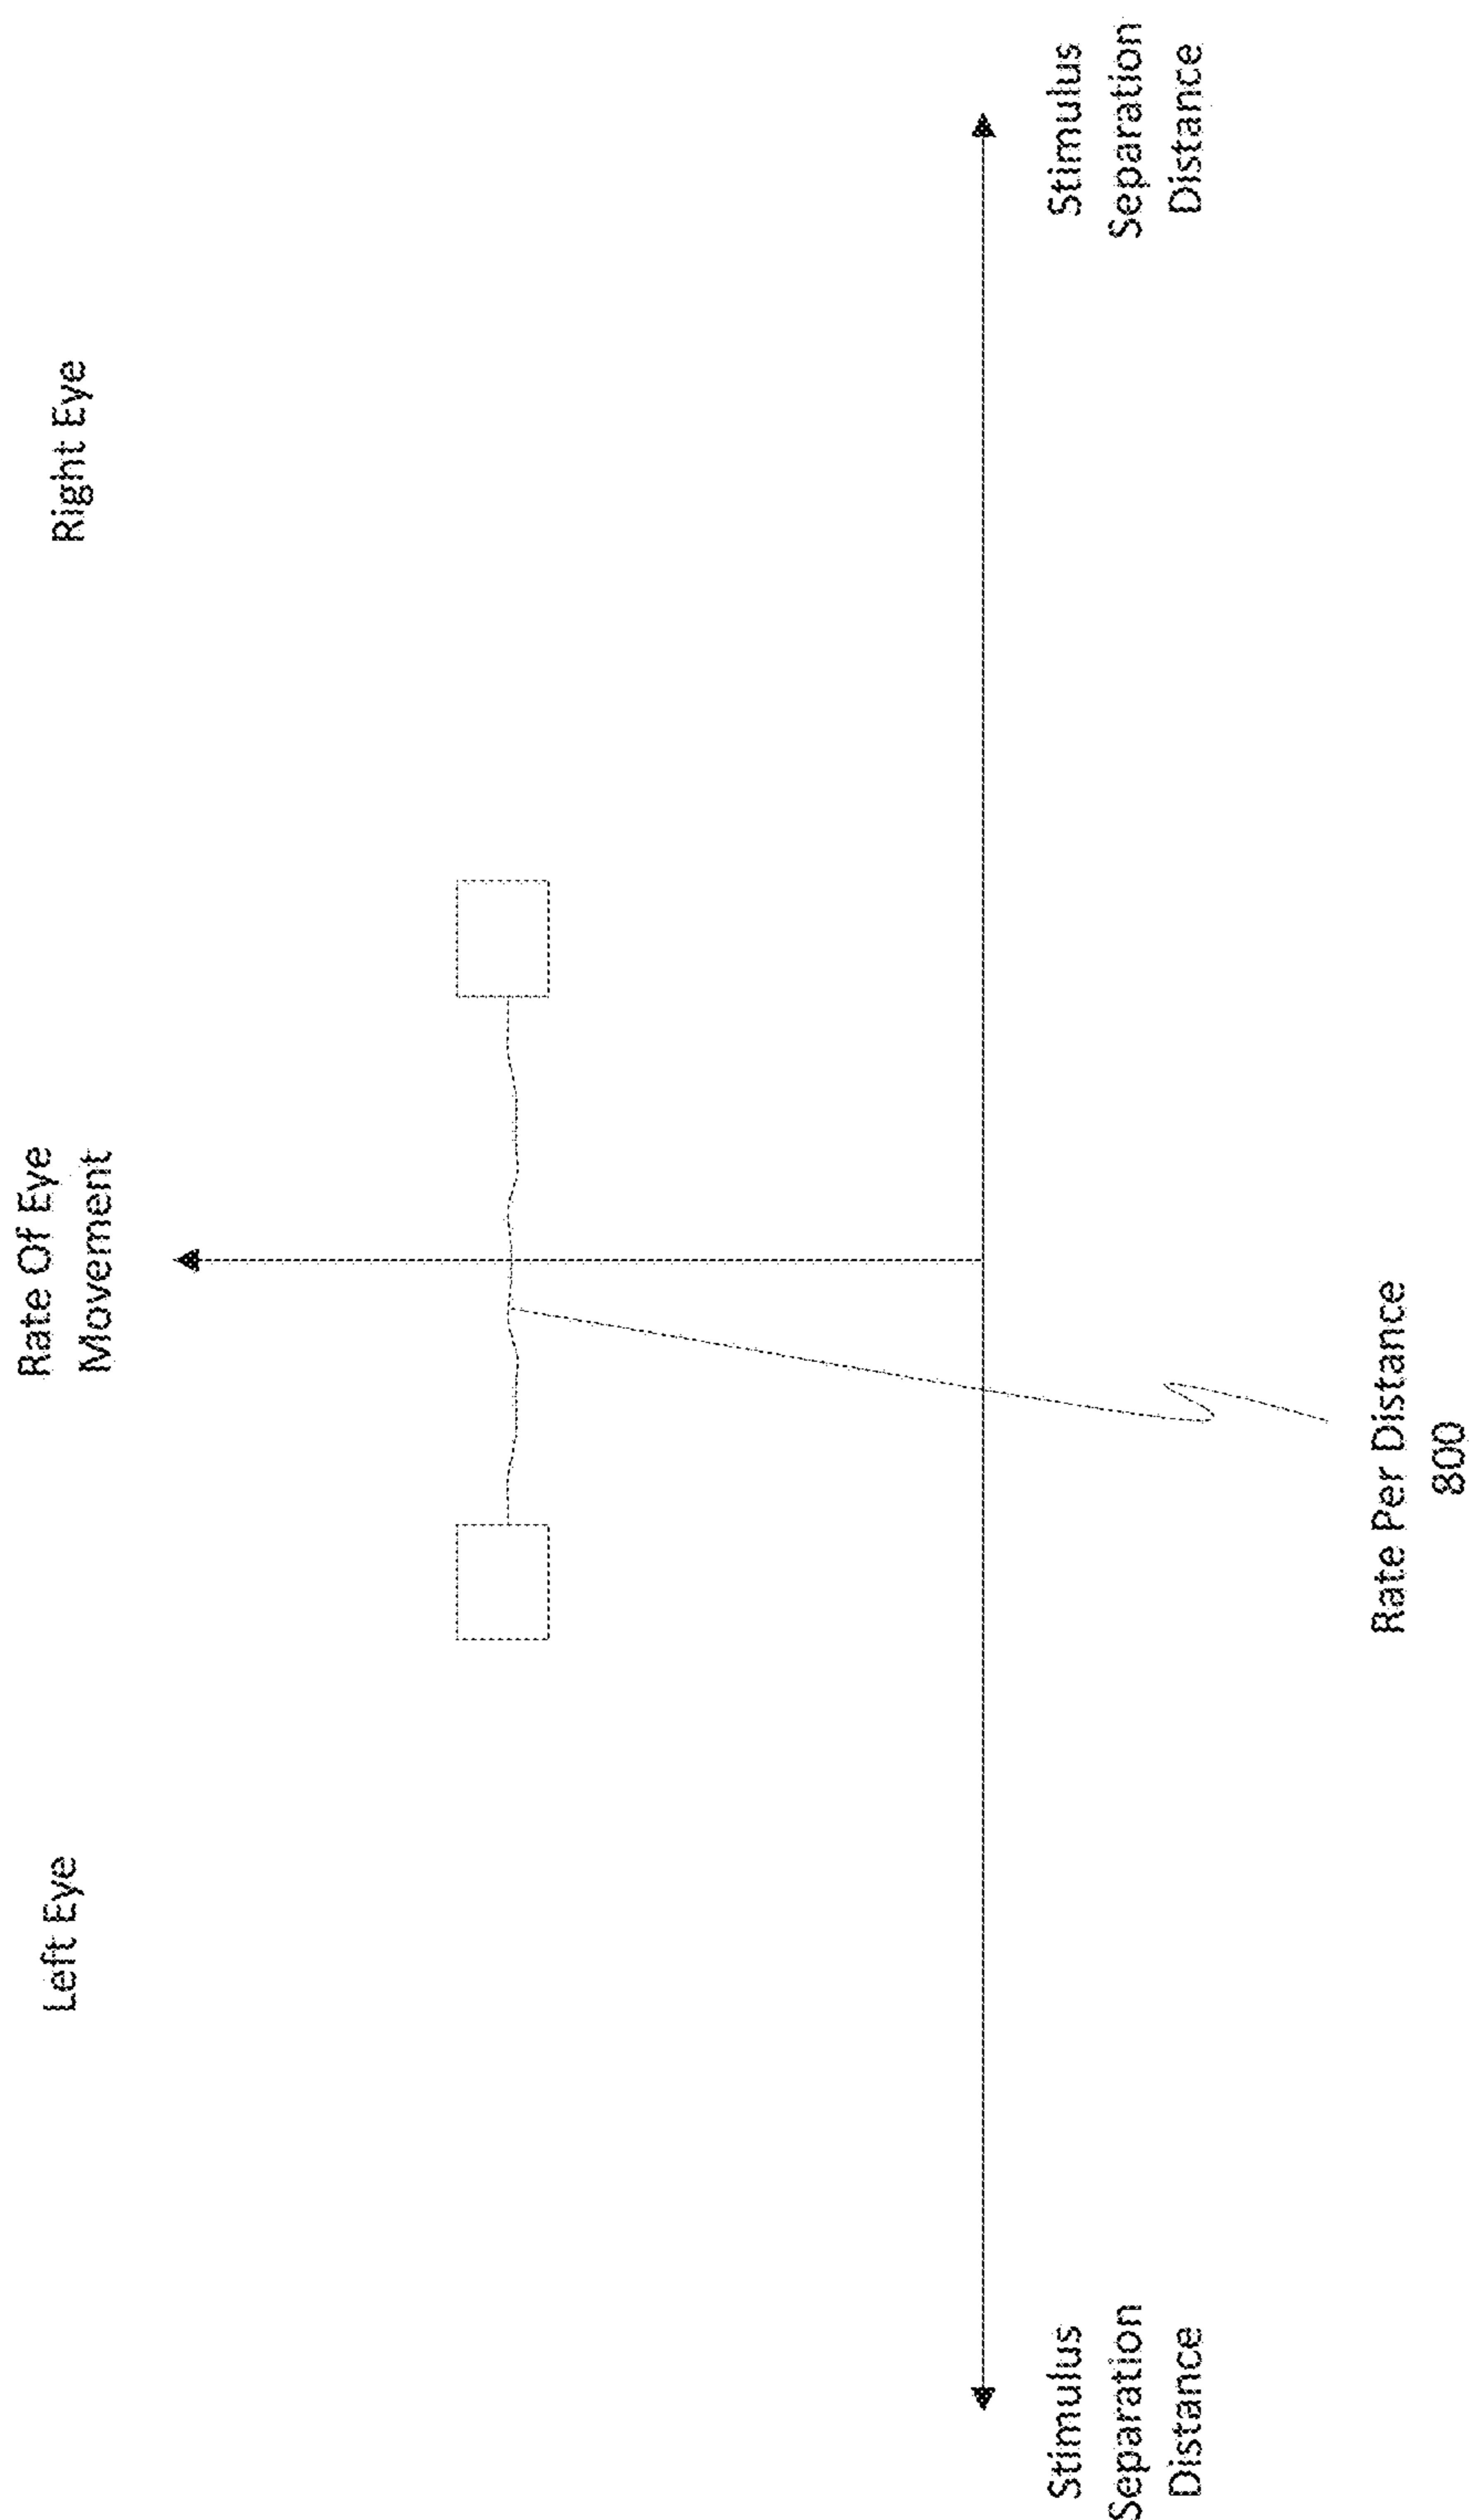 Left Eye
Rate Of Eye
Movement
Right Eye
Stimulus
Separation
Distance
Stimulus
Separation
Distance
Rate Per Distance
800